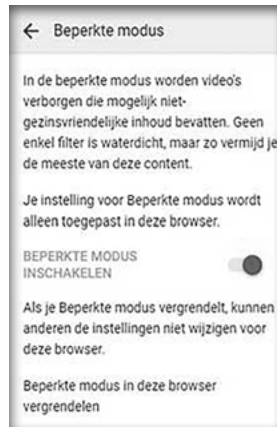 Beperkte modus
In de beperkte modus worden video's
verborgen die mogelijk niet-
gezinsvriendelijke inhoud bevatten. Geen
enkel filter is waterdicht, maar zo vermijd je
de meeste van deze content.
Je instelling voor Beperkte modus wordt
alleen toegepast in deze browser.
BEPERKTE MODUS
INSCHAKELEN
Als je Beperkte modus vergrendelt, kunnen
anderen de instellingen niet wijzigen voor
deze browser.
Beperkte modus in deze browser
vergrendelen